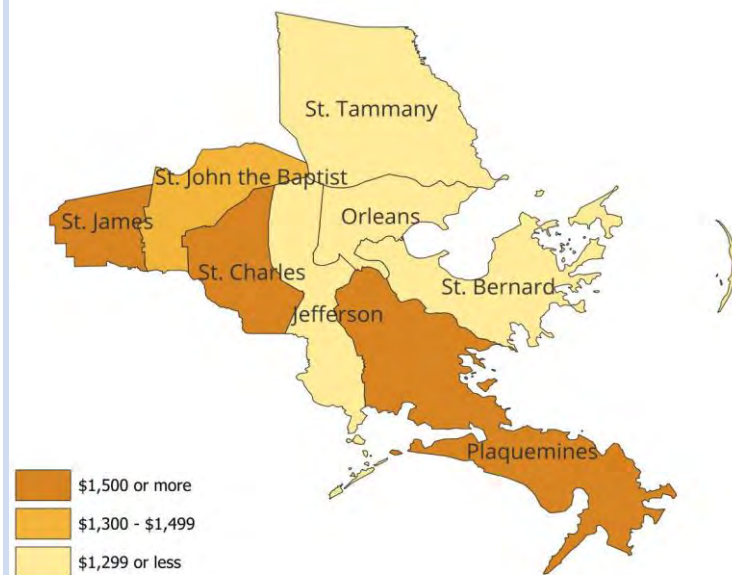 St. Tammany
St. John the Baptist
St. James
Orleans
St. Charles
St. Bernard
Jefferson
Plaquemines
$1,500 or more
$1,300 - $1,499
$1,299 or less